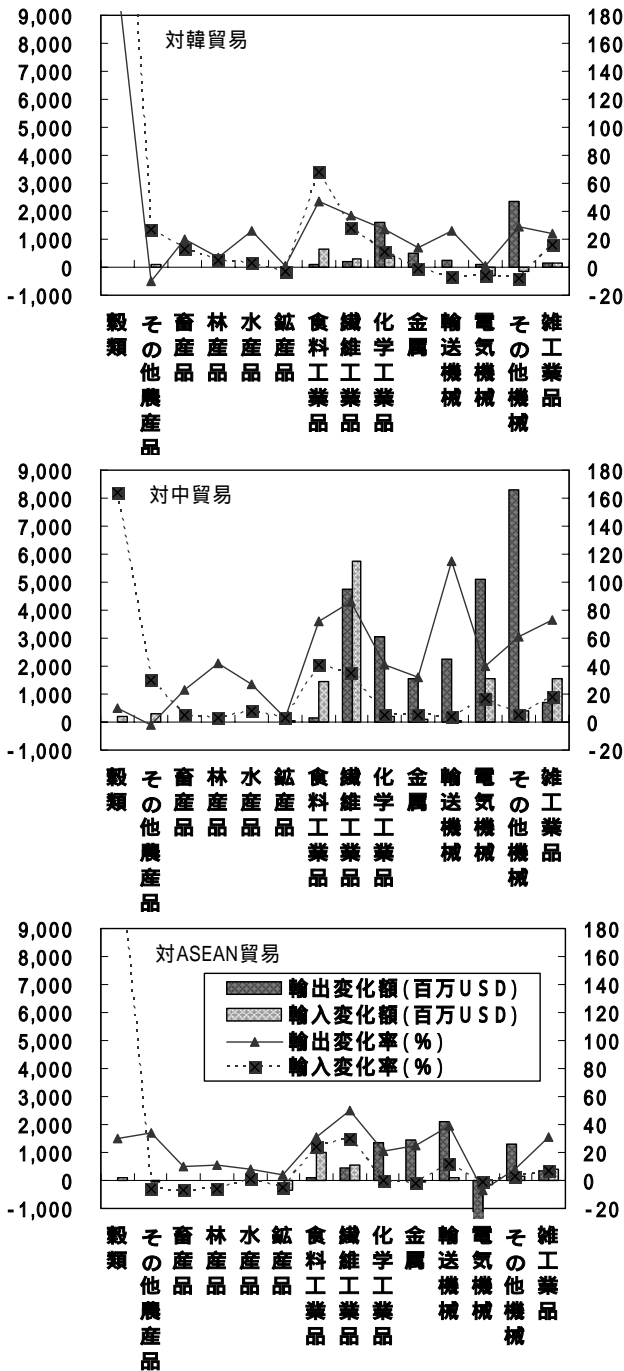 対韓貿易
9,000
8,000
7,000
6,000
5,000
4,000
3,000
2,000
1,000
0
-1,000
180
160
140
120
100
80
60
40
20
0
-20
穀類
その他農産品
畜産品
林産品
水産品
鉱産品
食料工業品
繊維工業品
化学工業品
金属
輸送機械
電気機械
その他機械
雑工業品
対中貿易
9,000
8,000
7,000
6,000
5,000
4,000
3,000
2,000
1,000
0
-1,000
180
160
140
120
100
80
60
40
20
0
-20
穀類
その他農産品
畜産品
林産品
水産品
鉱産品
食料工業品
繊維工業品
化学工業品
金属
輸送機械
電気機械
その他機械
雑工業品
対ASEAN貿易
9,000
8,000
7,000
6,000
5,000
4,000
3,000
2,000
1,000
0
-1,000
180
160
140
120
100
80
60
40
20
0
-20
輸出変化額(百万USD)
輸入変化額(百万USD)
輸出変化率(%)
輸入変化率(%)
穀類
その他農産品
畜産品
林産品
水産品
鉱産品
食料工業品
繊維工業品
化学工業品
金属
輸送機械
電気機械
その他機械
雑工業品